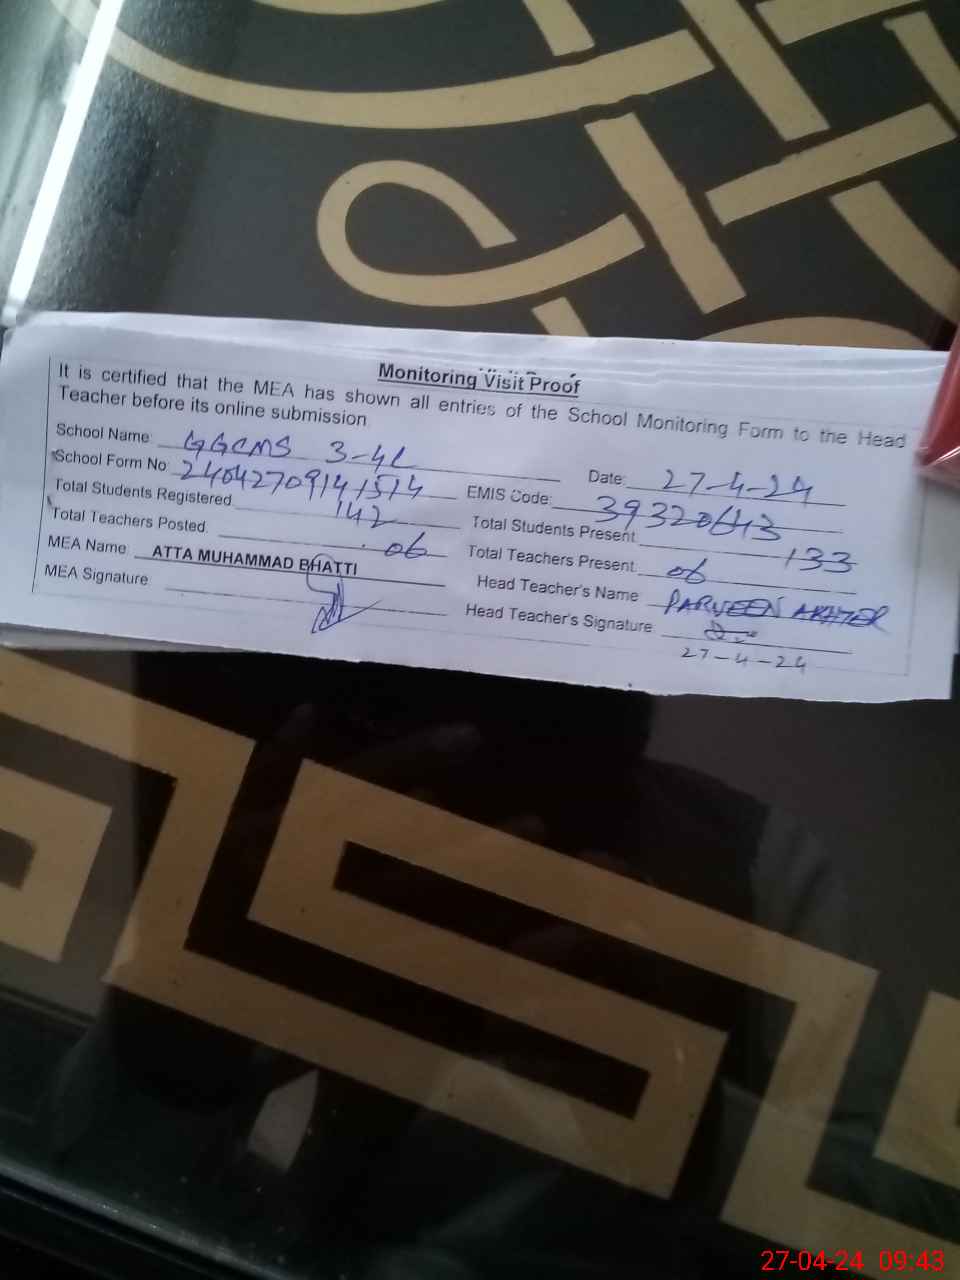 Monitoring Visit Proof
It is certified that the MEA has shown all entries of the School Monitoring Form to the Head
Teacher before its online submission
School Name: GGCMS 3-4L Date: 27-4-24
School Form No: 24042709141514 EMIS Code: 39320643
Total Students Registered 142 Total Students Present 133
Total Teachers Posted. 06 Total Teachers Present. 06
MEA Name: ATTA MUHAMMAD BHATTI Head Teacher's Name PARVEEN AKHTER
MEA Signature Head Teacher's Signature
27-4-24
27-04-24 09:43